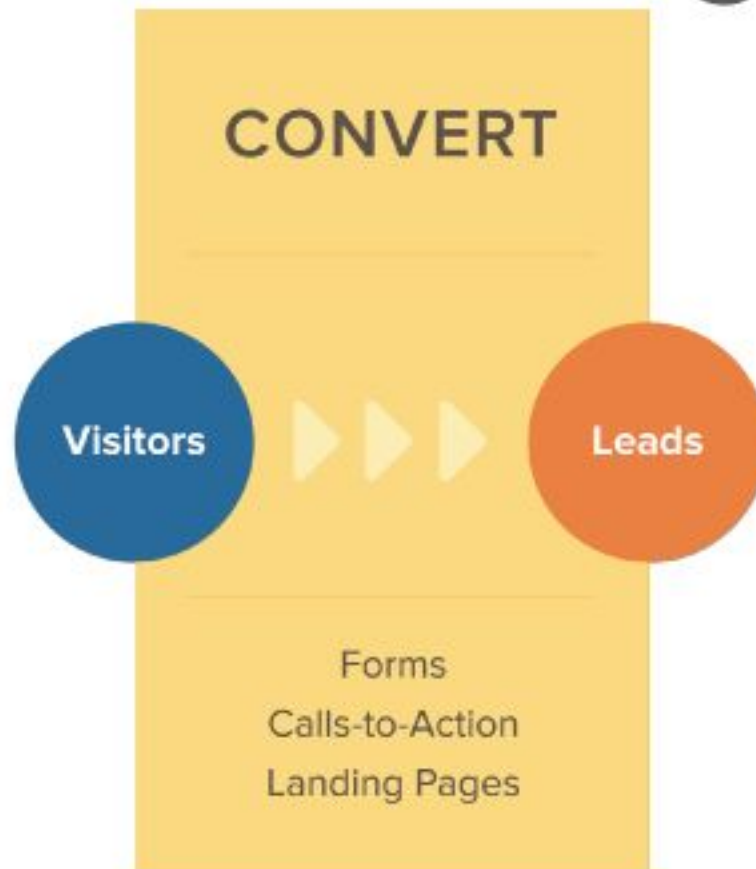 CONVERT
Visitors
Leads
Forms
Calls-to-Action
Landing Pages